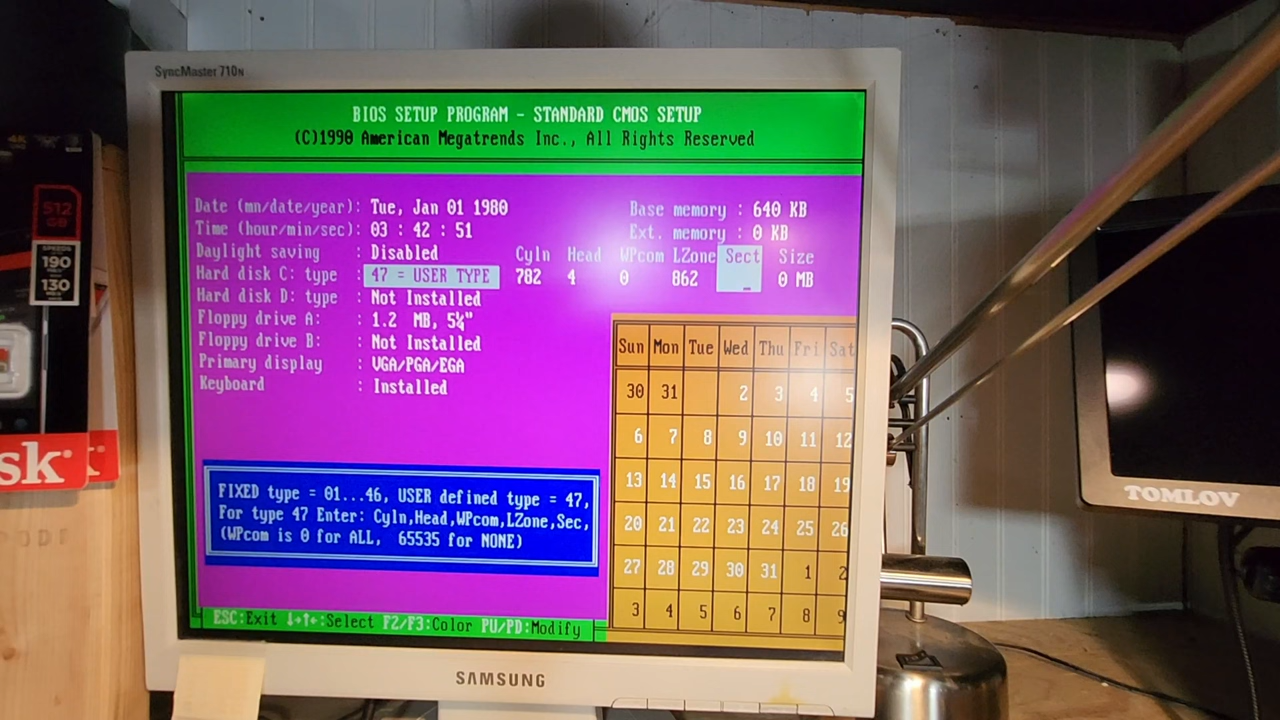 SyncMaster 710N
BIOS SETUP PROGRAM - STANDARD CMOS SETUP
(C)1990 American Megatrends Inc., All Rights Reserved
Date (mn/date/year): Tue, Jan 01 1980 Base memory : 640 KB
Time (hour/min/sec): 03 : 42 : 51 Ext. memory : 0 KB
Daylight saving : Disabled Cyln Head WPcom LZone Sect Size
Hard disk C: type : 47 = USER TYPE 782 4 0 862 _ 0 MB
Hard disk D: type : Not Installed
Floppy drive A: : 1.2 MB, 5¼"
Floppy drive B: : Not Installed
Primary display : VGA/PGA/EGA
Keyboard : Installed
Sun Mon Tue Wed Thu Fri Sat
30 31 2 3 4 5
6 7 8 9 10 11 12
13 14 15 16 17 18 19
20 21 22 23 24 25 26
27 28 29 30 31 1 2
3 4 5 6 7 8 9
FIXED type = 01...46, USER defined type = 47,
For type 47 Enter: Cyln,Head,WPcom,LZone,Sec,
(WPcom is 0 for ALL, 65535 for NONE)
ESC:Exit ↓→↑←:Select F2/F3:Color PU/PD:Modify
SAMSUNG
512
GB
190
130
sk
TOMLOV